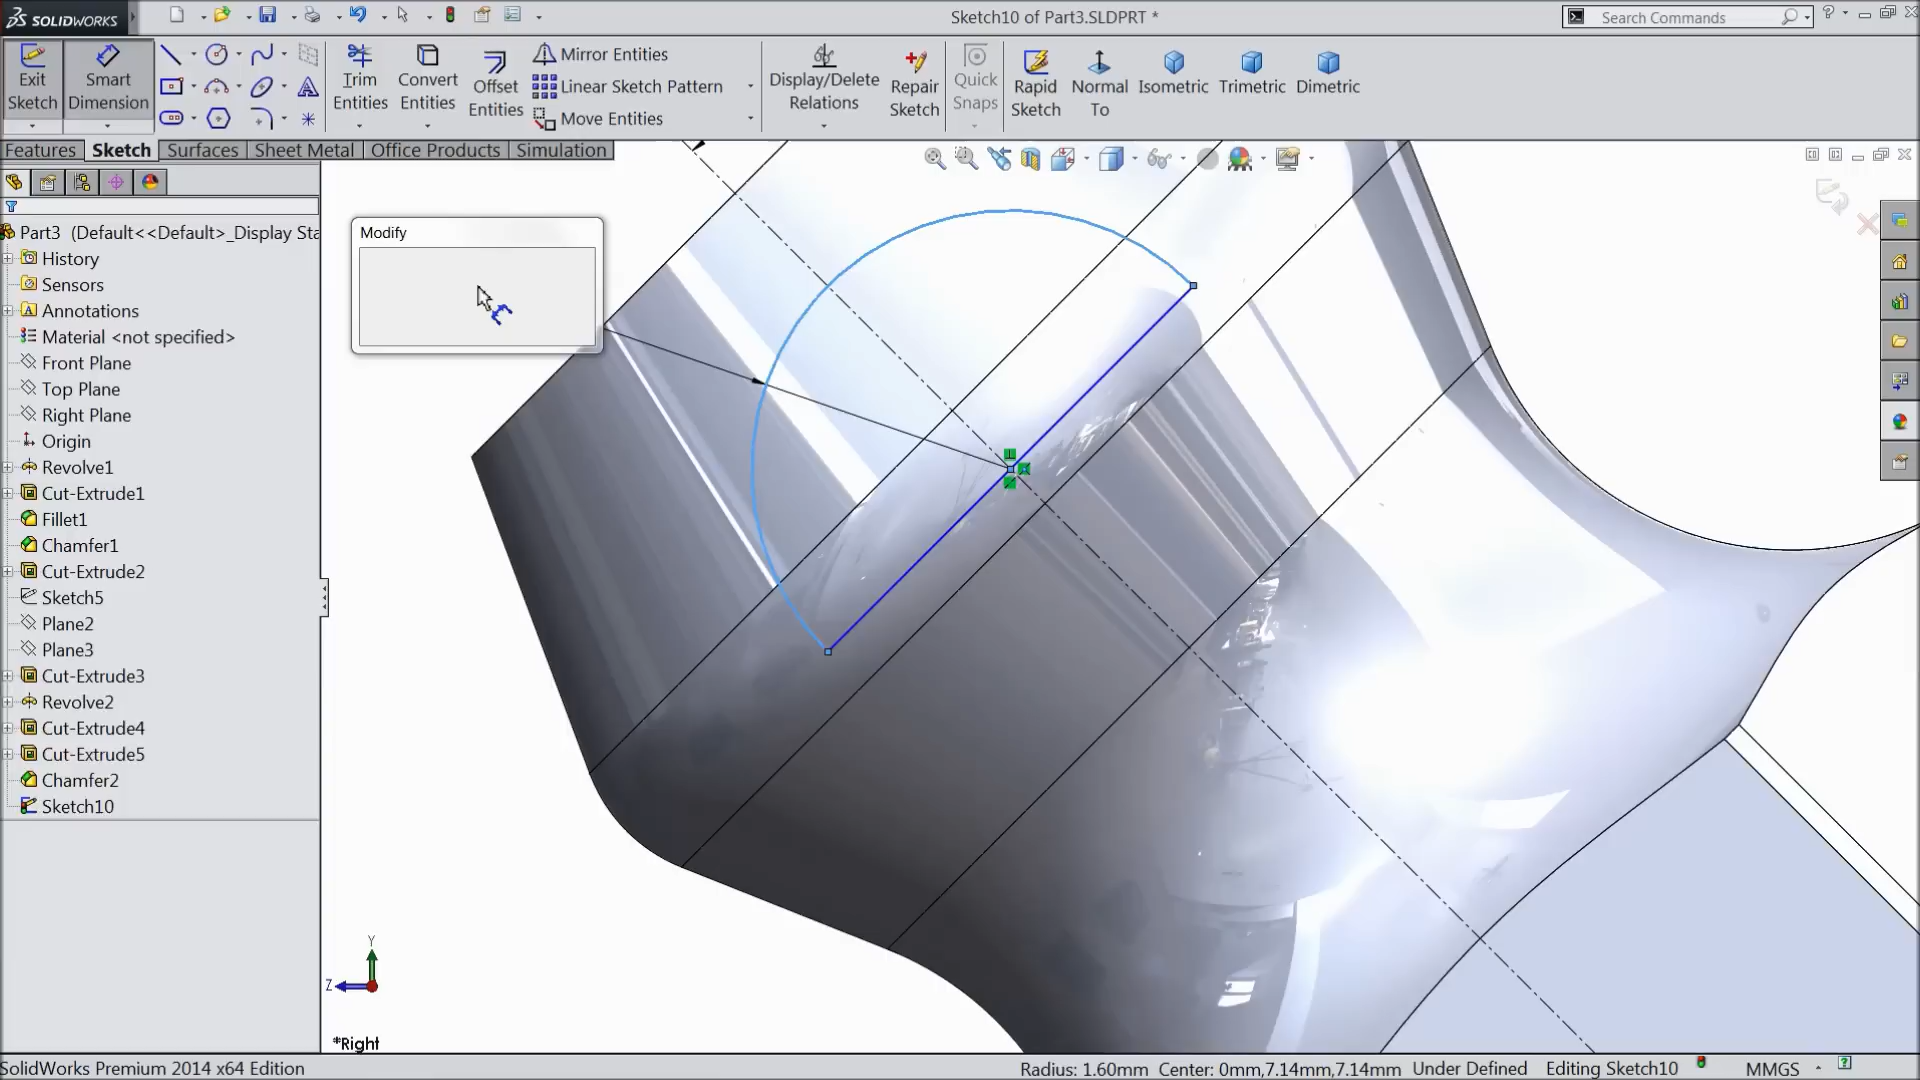 SOLIDWORKS
Sketch10 of Part3.SLDPRT *
Search Commands
Exit Sketch
Smart Dimension
Trim Entities
Convert Entities
Offset Entities
Mirror Entities
Linear Sketch Pattern
Move Entities
Display/Delete Relations
Repair Sketch
Quick Snaps
Rapid Sketch
Normal To
Isometric
Trimetric
Dimetric
Features
Sketch
Surfaces
Sheet Metal
Office Products
Simulation
Part3 (Default<<Default>_Display Sta
History
Sensors
Annotations
Material <not specified>
Front Plane
Top Plane
Right Plane
Origin
Revolve1
Cut-Extrude1
Fillet1
Chamfer1
Cut-Extrude2
Sketch5
Plane2
Plane3
Cut-Extrude3
Revolve2
Cut-Extrude4
Cut-Extrude5
Chamfer2
Sketch10
Modify
Y
Z
*Right
SolidWorks Premium 2014 x64 Edition
Radius: 1.60mm Center: 0mm,7.14mm,7.14mm Under Defined Editing Sketch10 MMGS